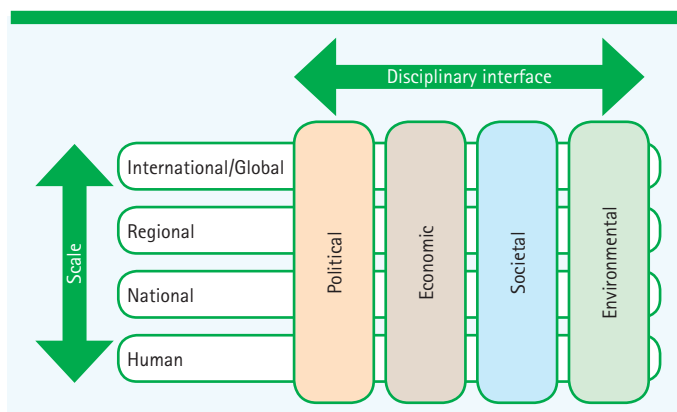 Disciplinary interface
Scale
International/Global
Regional
National
Human
Political
Economic
Societal
Environmental